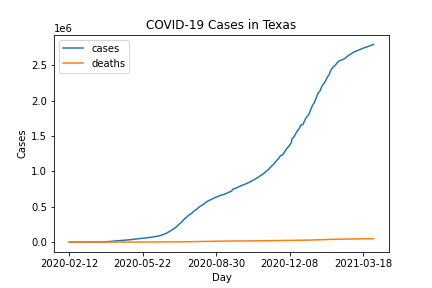 COVID-19 Cases in Texas
1e6
cases
deaths
2.5
2.0
1.5
1.0
0.5
0.0
Cases
2020-02-12 2020-05-22 2020-08-30 2020-12-08 2021-03-18
Day